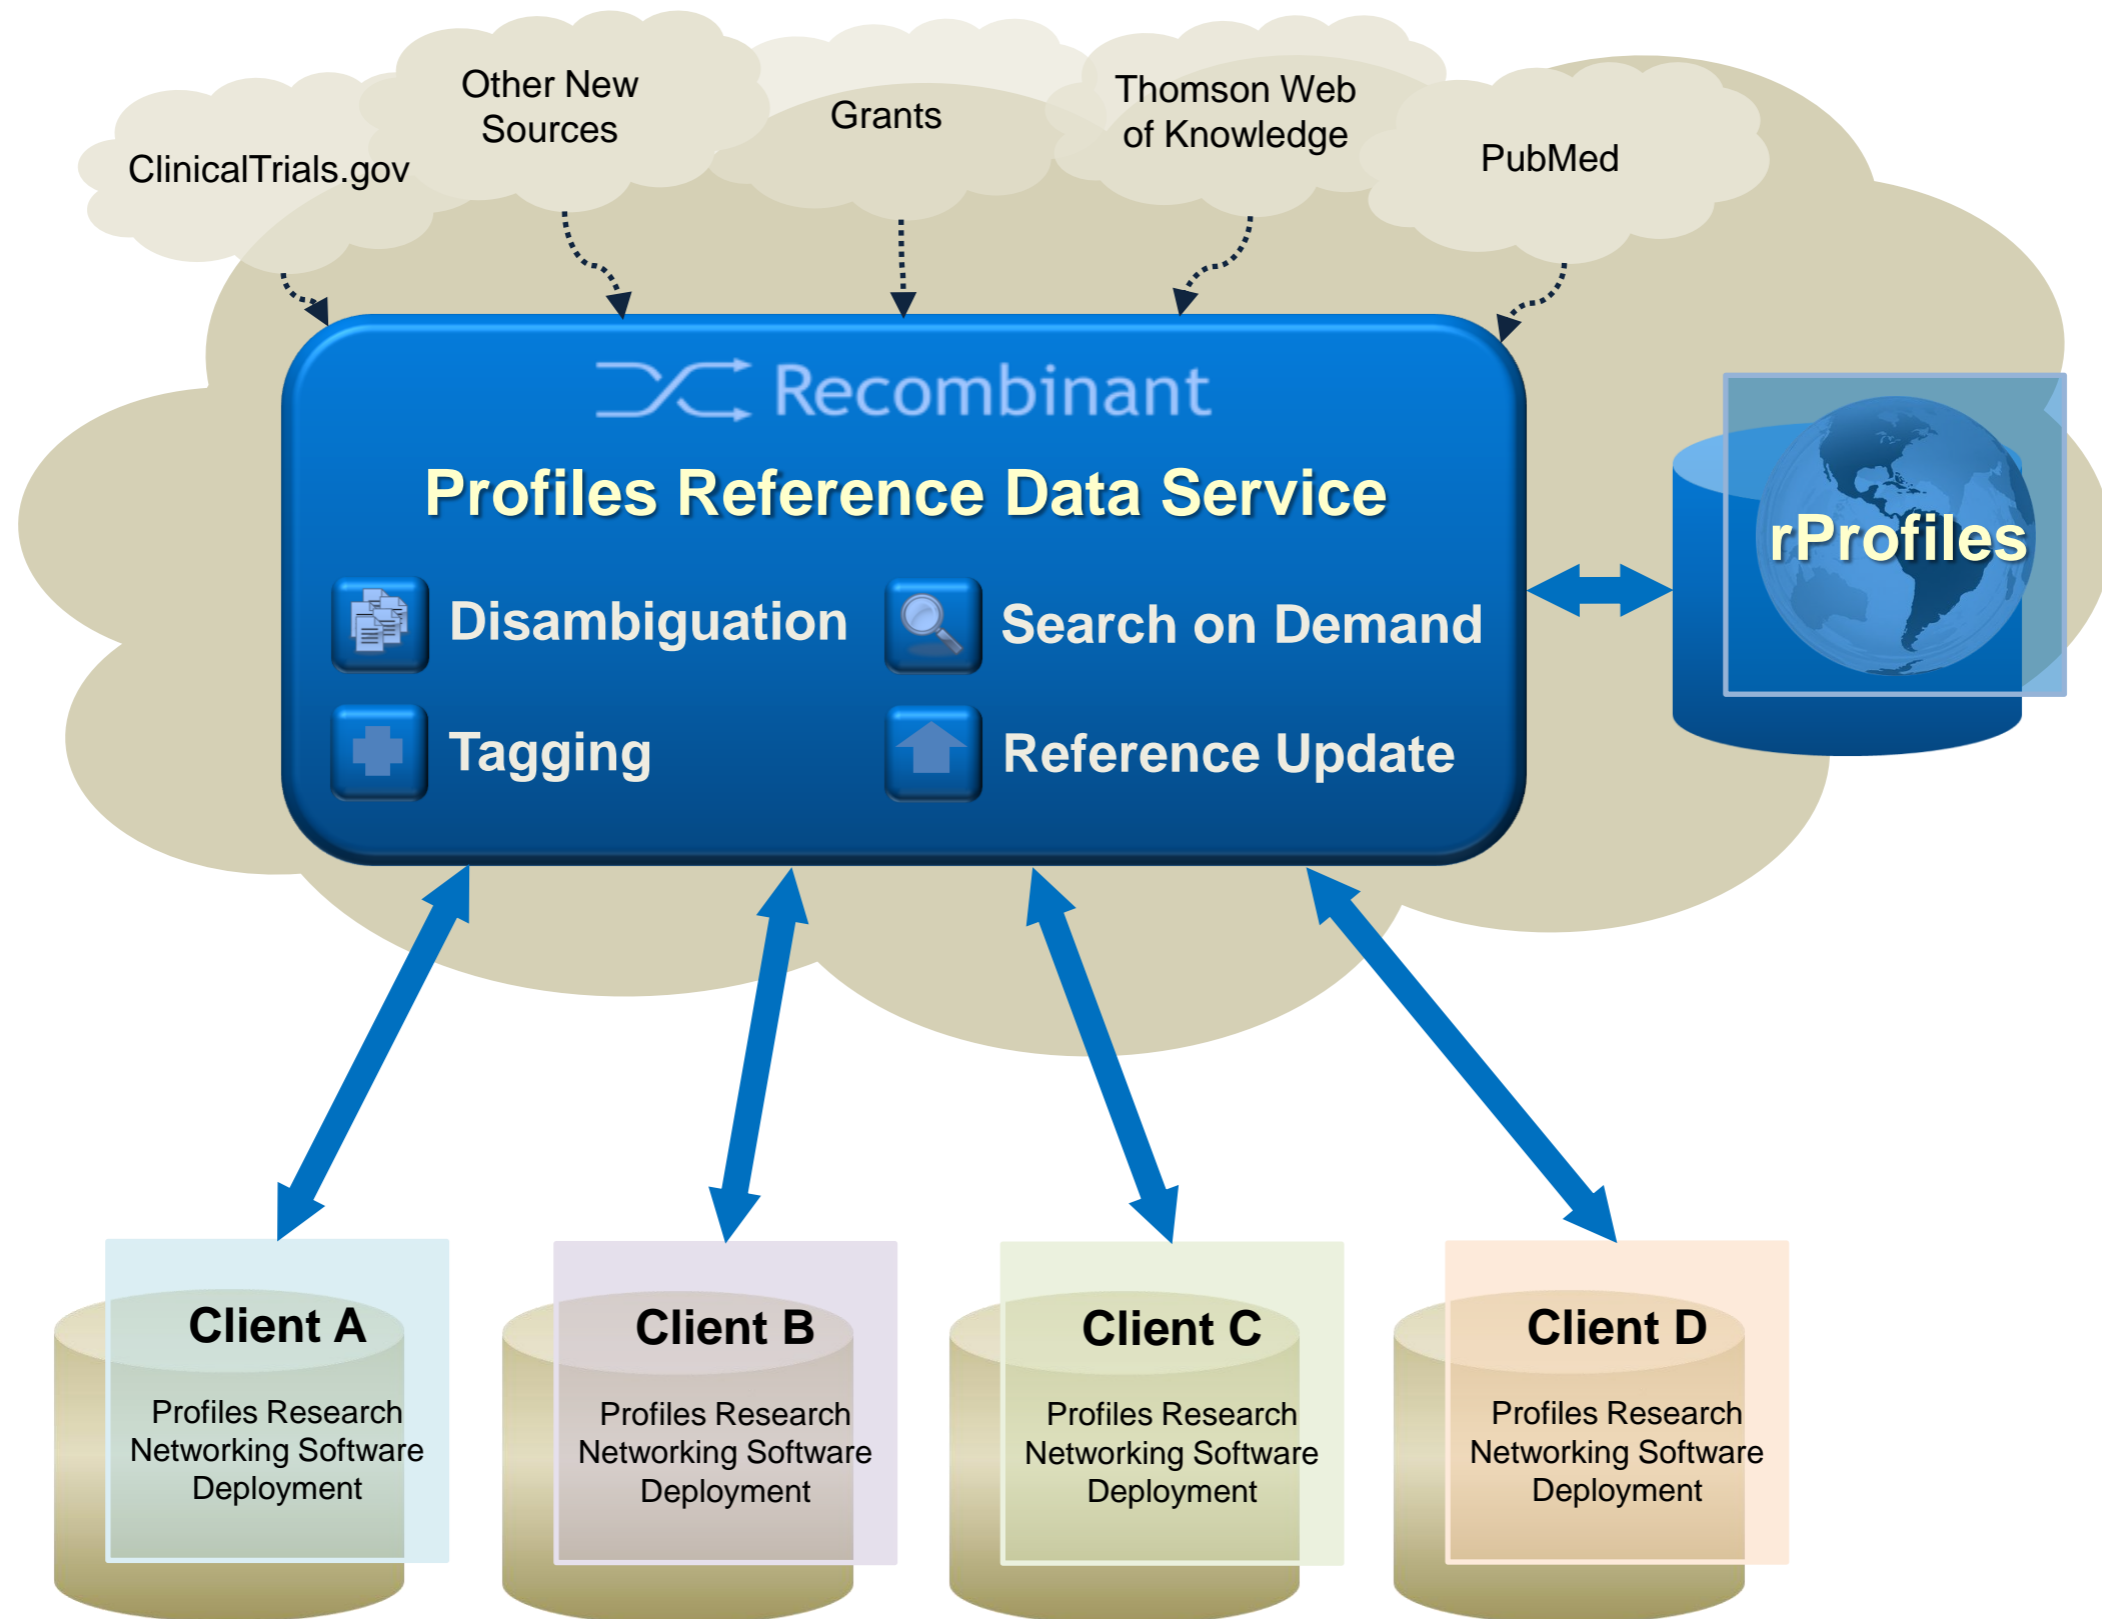 ClinicalTrials.gov
Other New
Sources
Grants
Thomson Web
of Knowledge
PubMed
Recombinant
Profiles Reference Data Service
Disambiguation
Search on Demand
Tagging
Reference Update
rProfiles
Client A
Profiles Research
Networking Software
Deployment
Client B
Profiles Research
Networking Software
Deployment
Client C
Profiles Research
Networking Software
Deployment
Client D
Profiles Research
Networking Software
Deployment